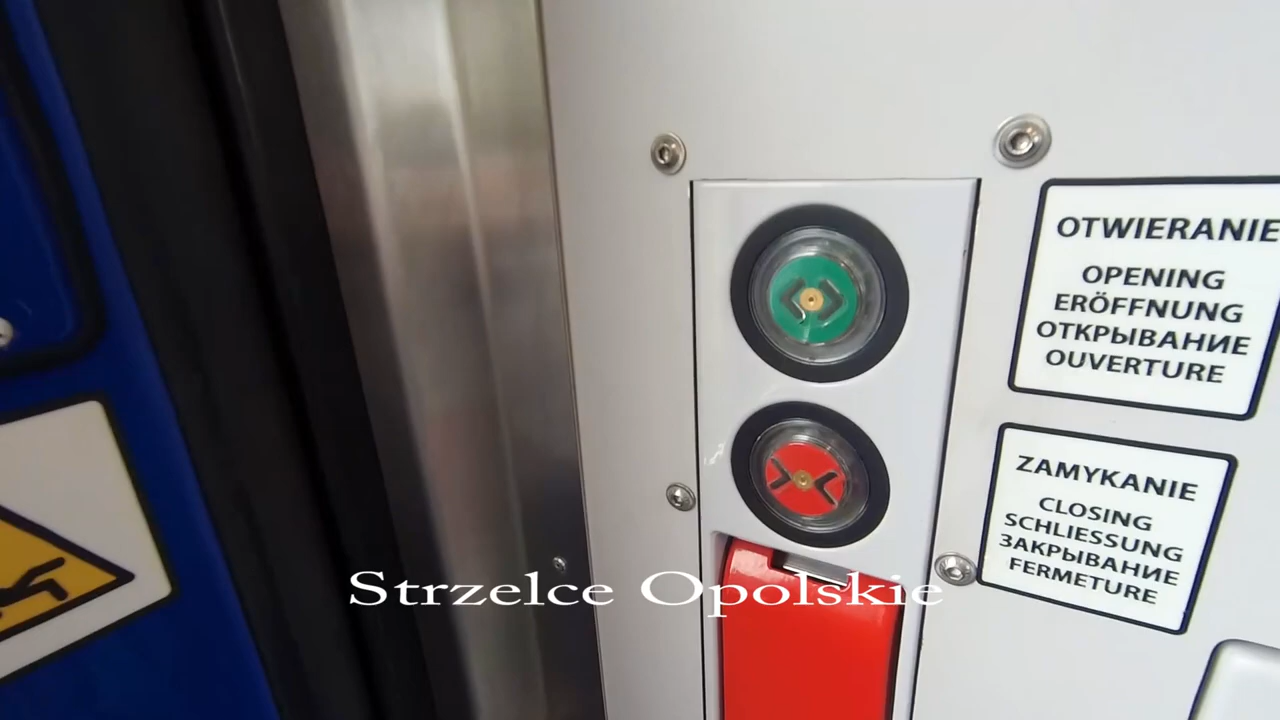 OTWIERANIE
OPENING
ERÖFFNUNG
ОТКРЫВАНИЕ
OUVERTURE
ZAMYKANIE
CLOSING
SCHLIESSUNG
ЗАКРЫВАНИЕ
FERMETURE
Strzelce Opolskie